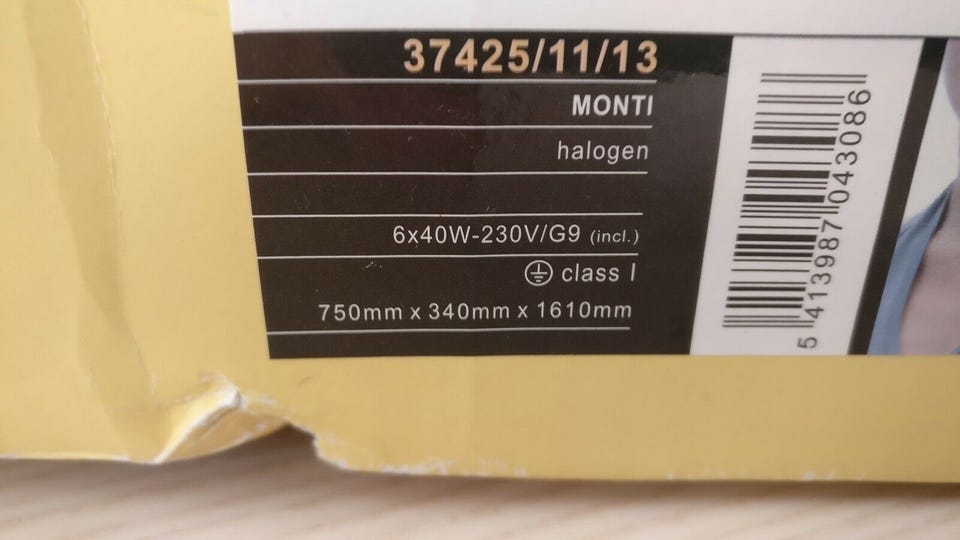 37425/11/13
MONTI
halogen
6x40W-230V/G9 (incl.)
class I
750mm x 340mm x 1610mm
5 413987 043086